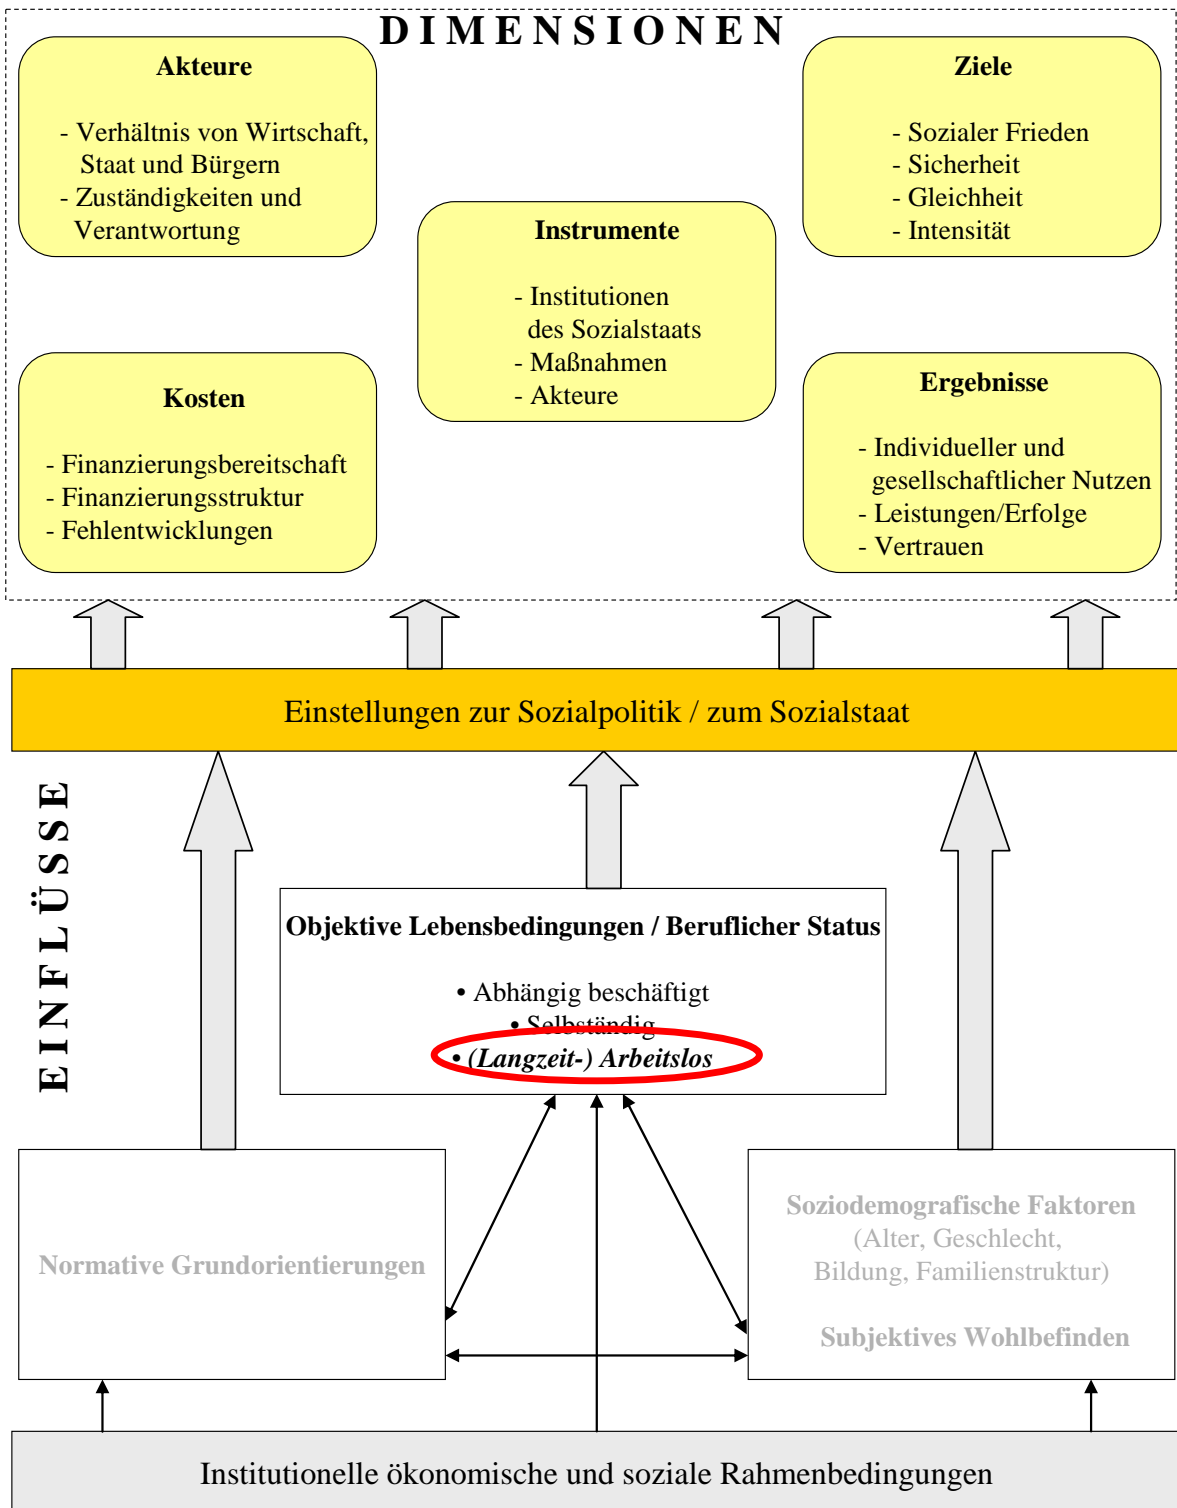 DIMENSIONEN
Akteure
- Verhältnis von Wirtschaft,
Staat und Bürgern
- Zuständigkeiten und
Verantwortung
Ziele
- Sozialer Frieden
- Sicherheit
- Gleichheit
- Intensität
Instrumente
- Institutionen
des Sozialstaats
- Maßnahmen
- Akteure
Kosten
- Finanzierungsbereitschaft
- Finanzierungsstruktur
- Fehlentwicklungen
Ergebnisse
- Individueller und
gesellschaftlicher Nutzen
- Leistungen/Erfolge
- Vertrauen
Einstellungen zur Sozialpolitik / zum Sozialstaat
EINFLÜSSE
Objektive Lebensbedingungen / Beruflicher Status
• Abhängig beschäftigt
• Selbständig
• (Langzeit-) Arbeitslos
Normative Grundorientierungen
Soziodemografische Faktoren
(Alter, Geschlecht,
Bildung, Familienstruktur)
Subjektives Wohlbefinden
Institutionelle ökonomische und soziale Rahmenbedingungen